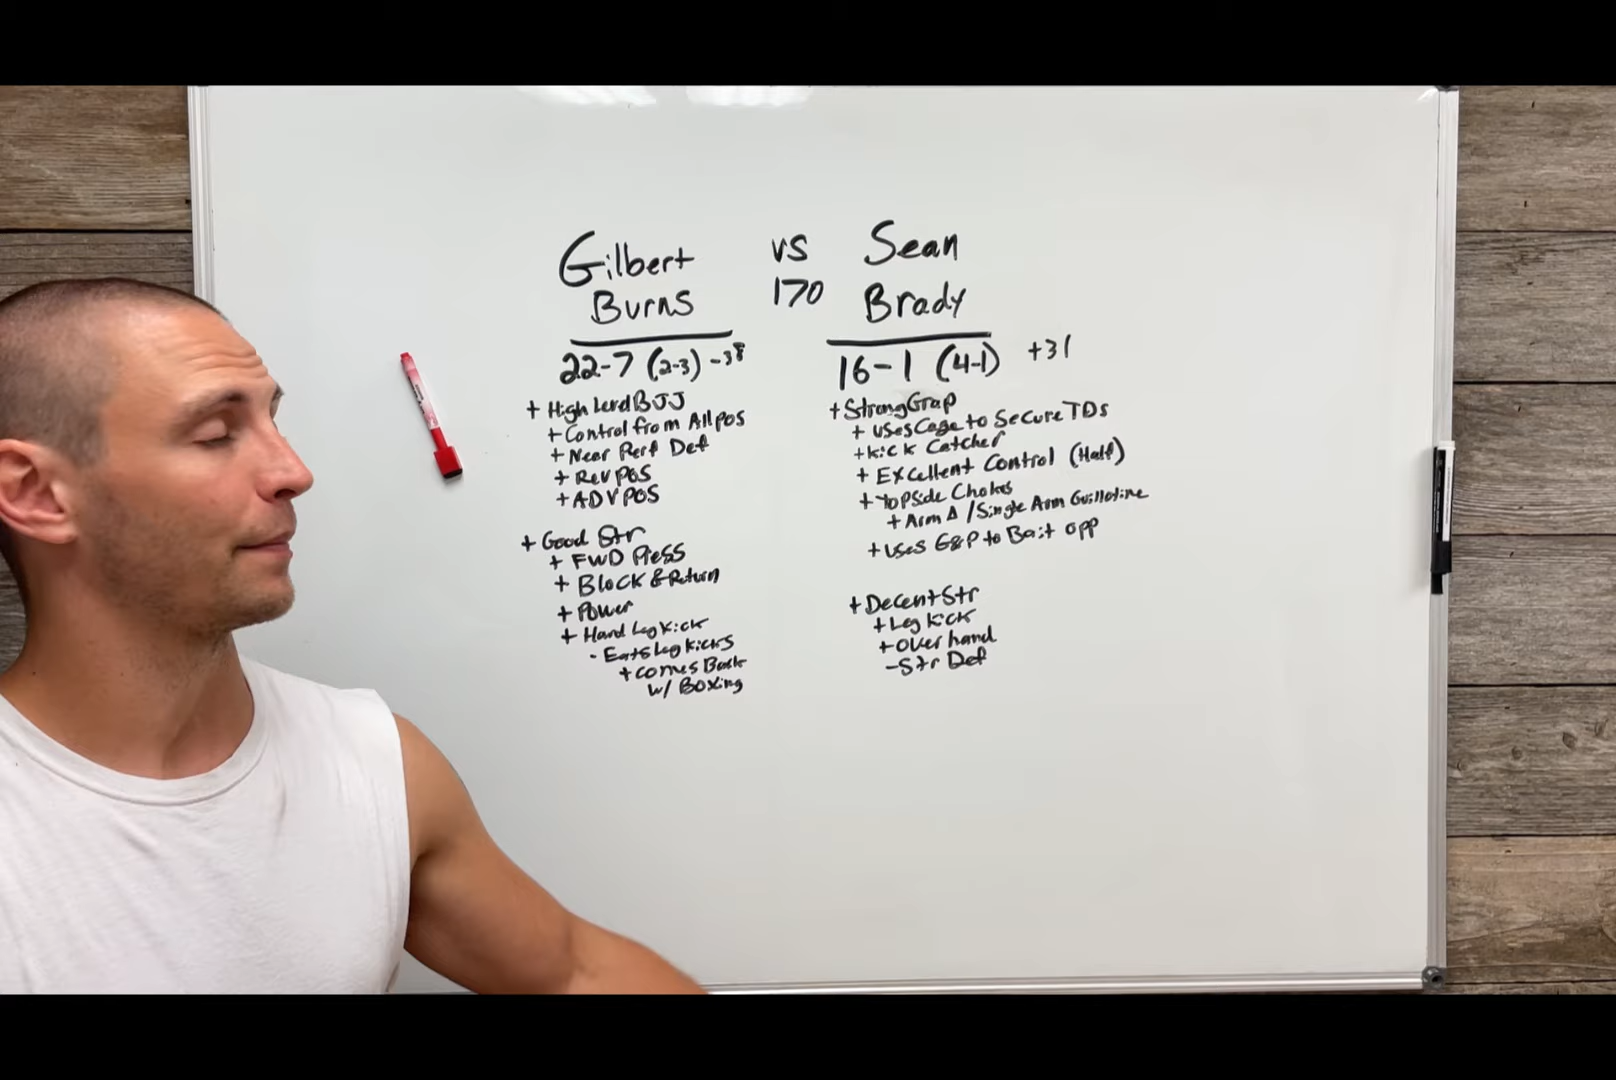 Gilbert vs Sean
Burns 170 Brady
22-7 (2-3) -38
+ High Level BJJ
+ Control from All POS
+ Near Perf Def
+ Rev POS
+ ADV POS
+ Good Str
+ FWD Press
+ Block & Return
+ Power
+ Hard Leg Kick
- Eats Leg Kicks
+ Comes Back
w/ Boxing
16-1 (4-1) +31
+ Strong Grap
+ Uses Cage to Secure TDs
+ Kick Catcher
+ Excellent Control (Half)
+ Top Side Chokes
+ Arm Δ / Single Arm Guillotine
+ Uses G&P to Bait opp
+ Decent Str
+ Leg Kick
+ Overhand
- Str Def